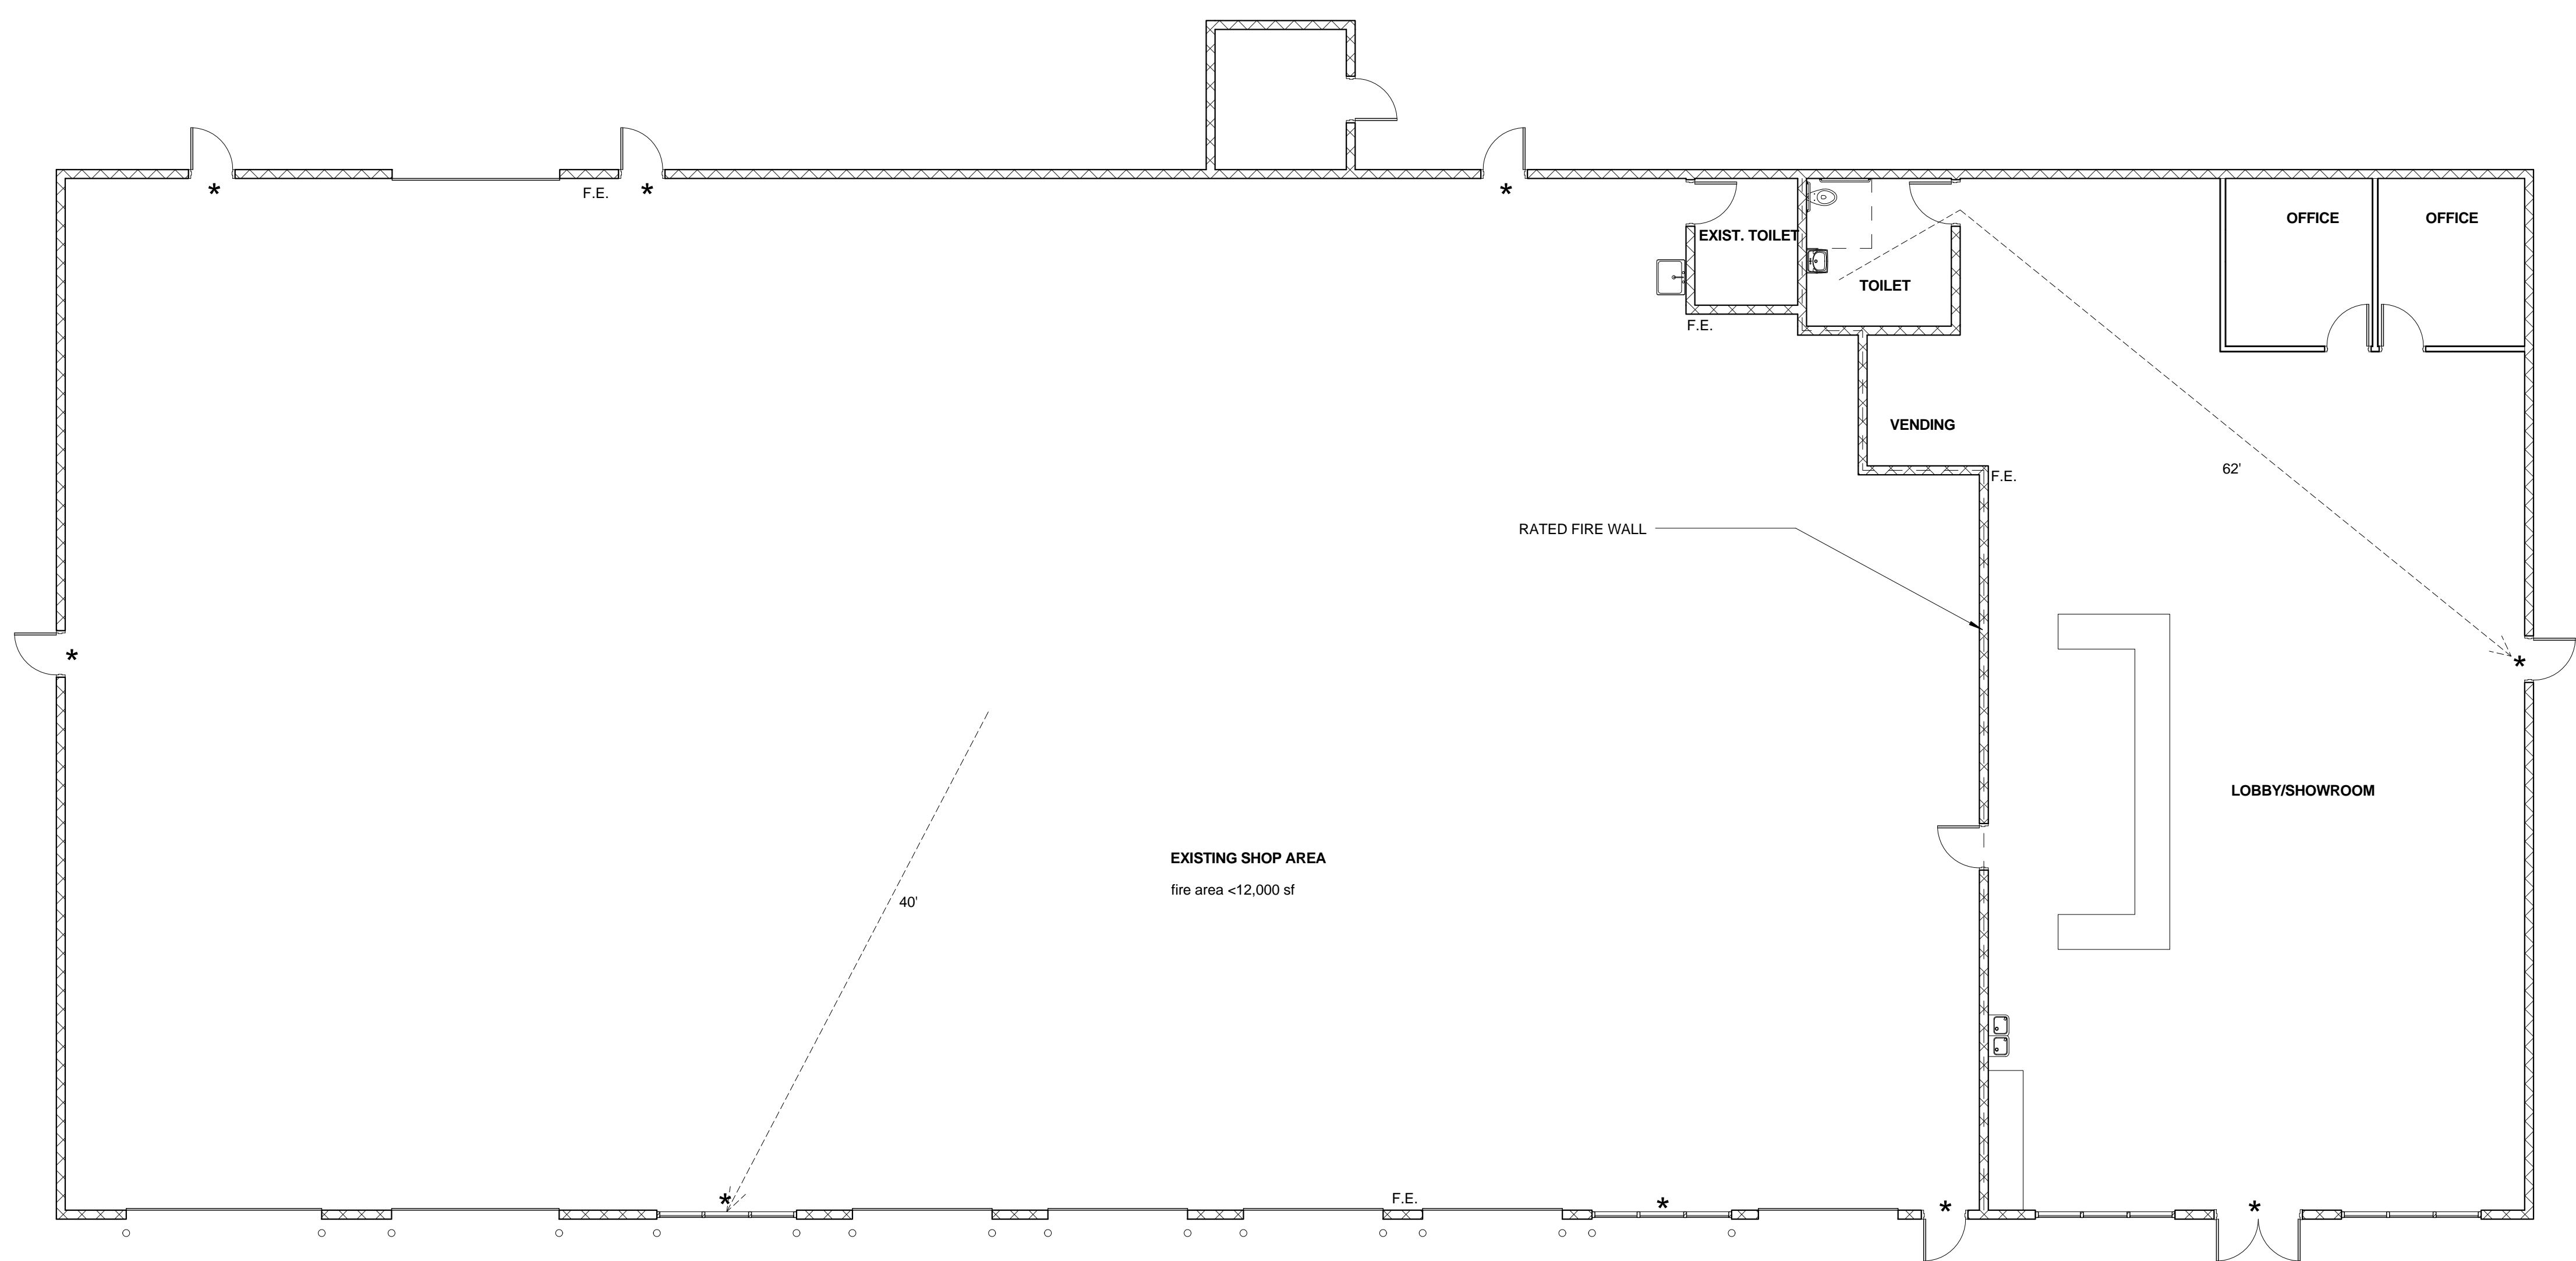 * * *
F.E.
OFFICE OFFICE
EXIST. TOILET
TOILET
F.E.
VENDING
62'
F.E.
RATED FIRE WALL
* *
LOBBY/SHOWROOM
EXISTING SHOP AREA
fire area <12,000 sf
40'
F.E.
* * * *